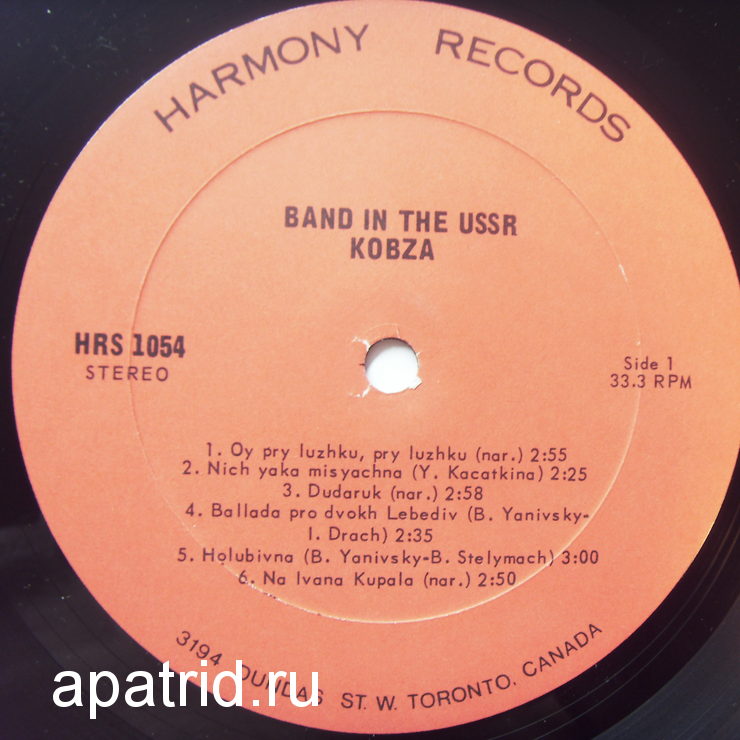 HARMONY RECORDS
BAND IN THE USSR
KOBZA
HRS 1054
STEREO
Side 1
33.3 RPM
1. Oy pry luzhku, pry luzhku (nar.) 2:55
2. Nich yaka misyachna (Y. Kacatkina) 2:25
3. Dudaruk (nar.) 2:58
4. Ballada pro dvokh Lebediv (B. Yanivsky-
I. Drach) 2:35
5. Holubivna (B. Yanivsky-B. Stelymach) 3:00
6. Na Ivana Kupala (nar.) 2:50
3194 DUNDAS ST. W. TORONTO. CANADA
apatrid.ru